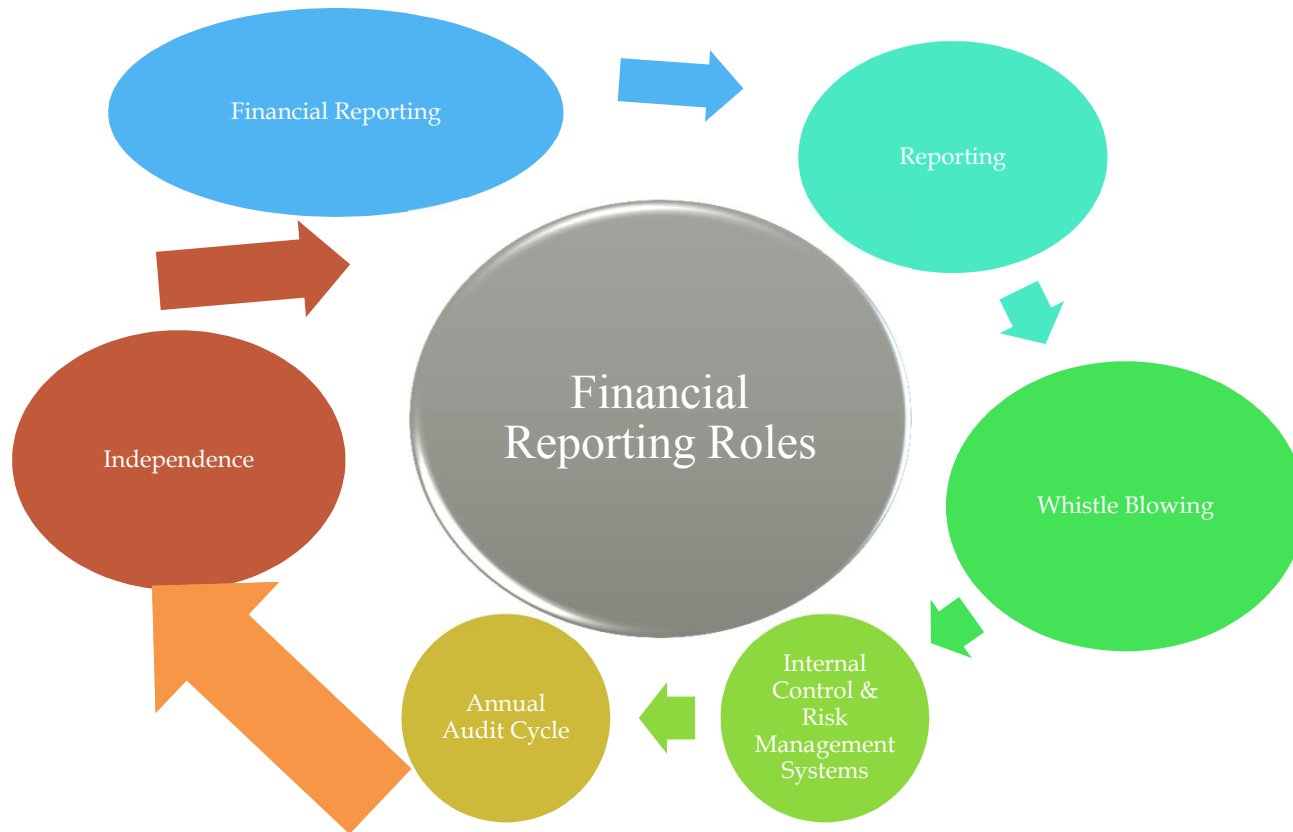 Financial Reporting
Reporting
Whistle Blowing
Internal
Control &
Risk
Management
Systems
Annual
Audit Cycle
Independence
Financial
Reporting Roles